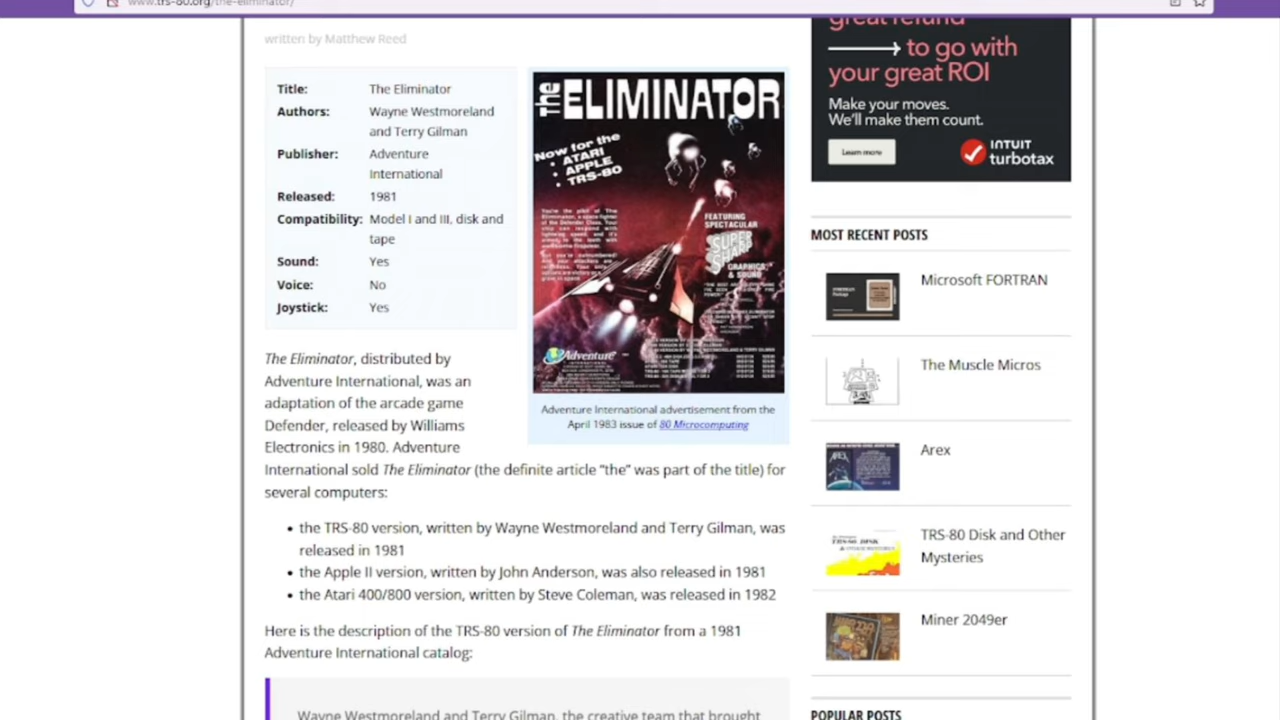 www.trs-80.org/the-eliminator/
written by Matthew Reed
Title: The Eliminator
Authors: Wayne Westmoreland
and Terry Gilman
Publisher: Adventure
International
Released: 1981
Compatibility: Model I and III, disk and
tape
Sound: Yes
Voice: No
Joystick: Yes
the ELIMINATOR
Now for the
• ATARI
• APPLE
• TRS-80
FEATURING
SPECTACULAR
SUPER
SHARP
GRAPHICS
& SOUND
Adventure
INTERNATIONAL
Adventure International advertisement from the
April 1983 issue of 80 Microcomputing
The Eliminator, distributed by
Adventure International, was an
adaptation of the arcade game
Defender, released by Williams
Electronics in 1980. Adventure
International sold The Eliminator (the definite article "the" was part of the title) for
several computers:
• the TRS-80 version, written by Wayne Westmoreland and Terry Gilman, was
released in 1981
• the Apple II version, written by John Anderson, was also released in 1981
• the Atari 400/800 version, written by Steve Coleman, was released in 1982
Here is the description of the TRS-80 version of The Eliminator from a 1981
Adventure International catalog:
Wayne Westmoreland and Terry Gilman, the creative team that brought
great refund
to go with
your great ROI
Make your moves.
We'll make them count.
Learn more
INTUIT
turbotax
MOST RECENT POSTS
Microsoft FORTRAN
The Muscle Micros
Arex
TRS-80 Disk and Other
Mysteries
Miner 2049er
POPULAR POSTS